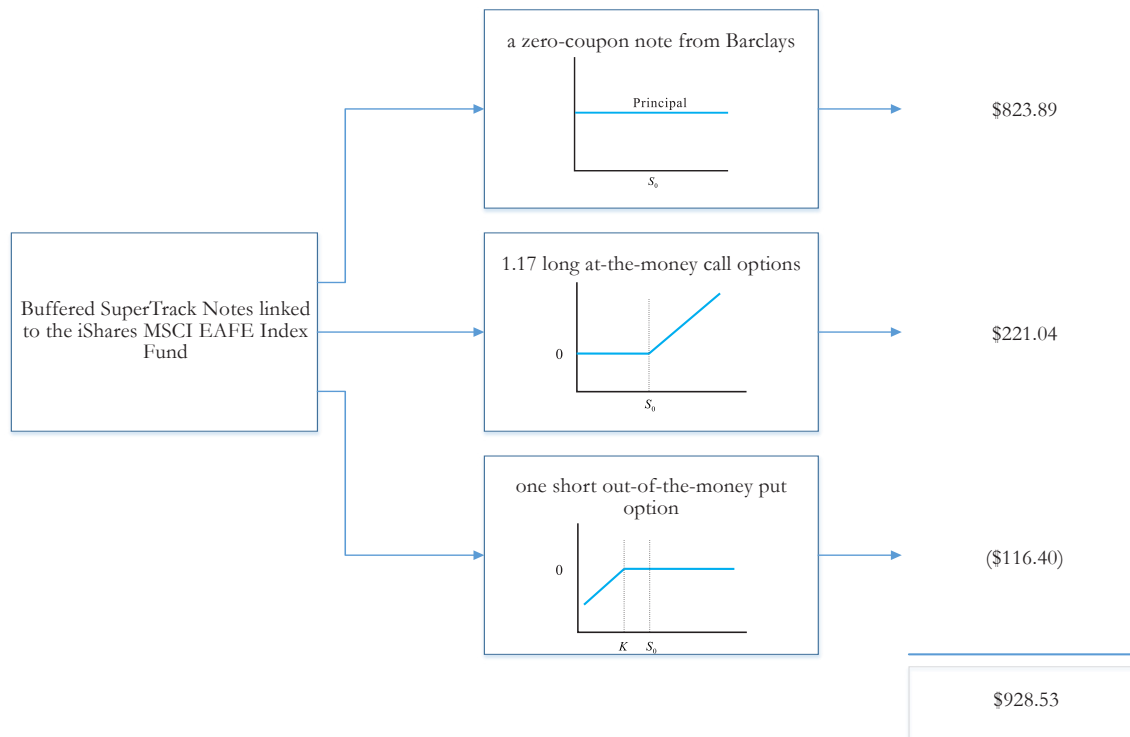 a zero-coupon note from Barclays
Principal
S₀
$823.89
Buffered SuperTrack Notes linked
to the iShares MSCI EAFE Index
Fund
1.17 long at-the-money call options
0
S₀
$221.04
one short out-of-the-money put
option
0
K S₀
($116.40)
$928.53